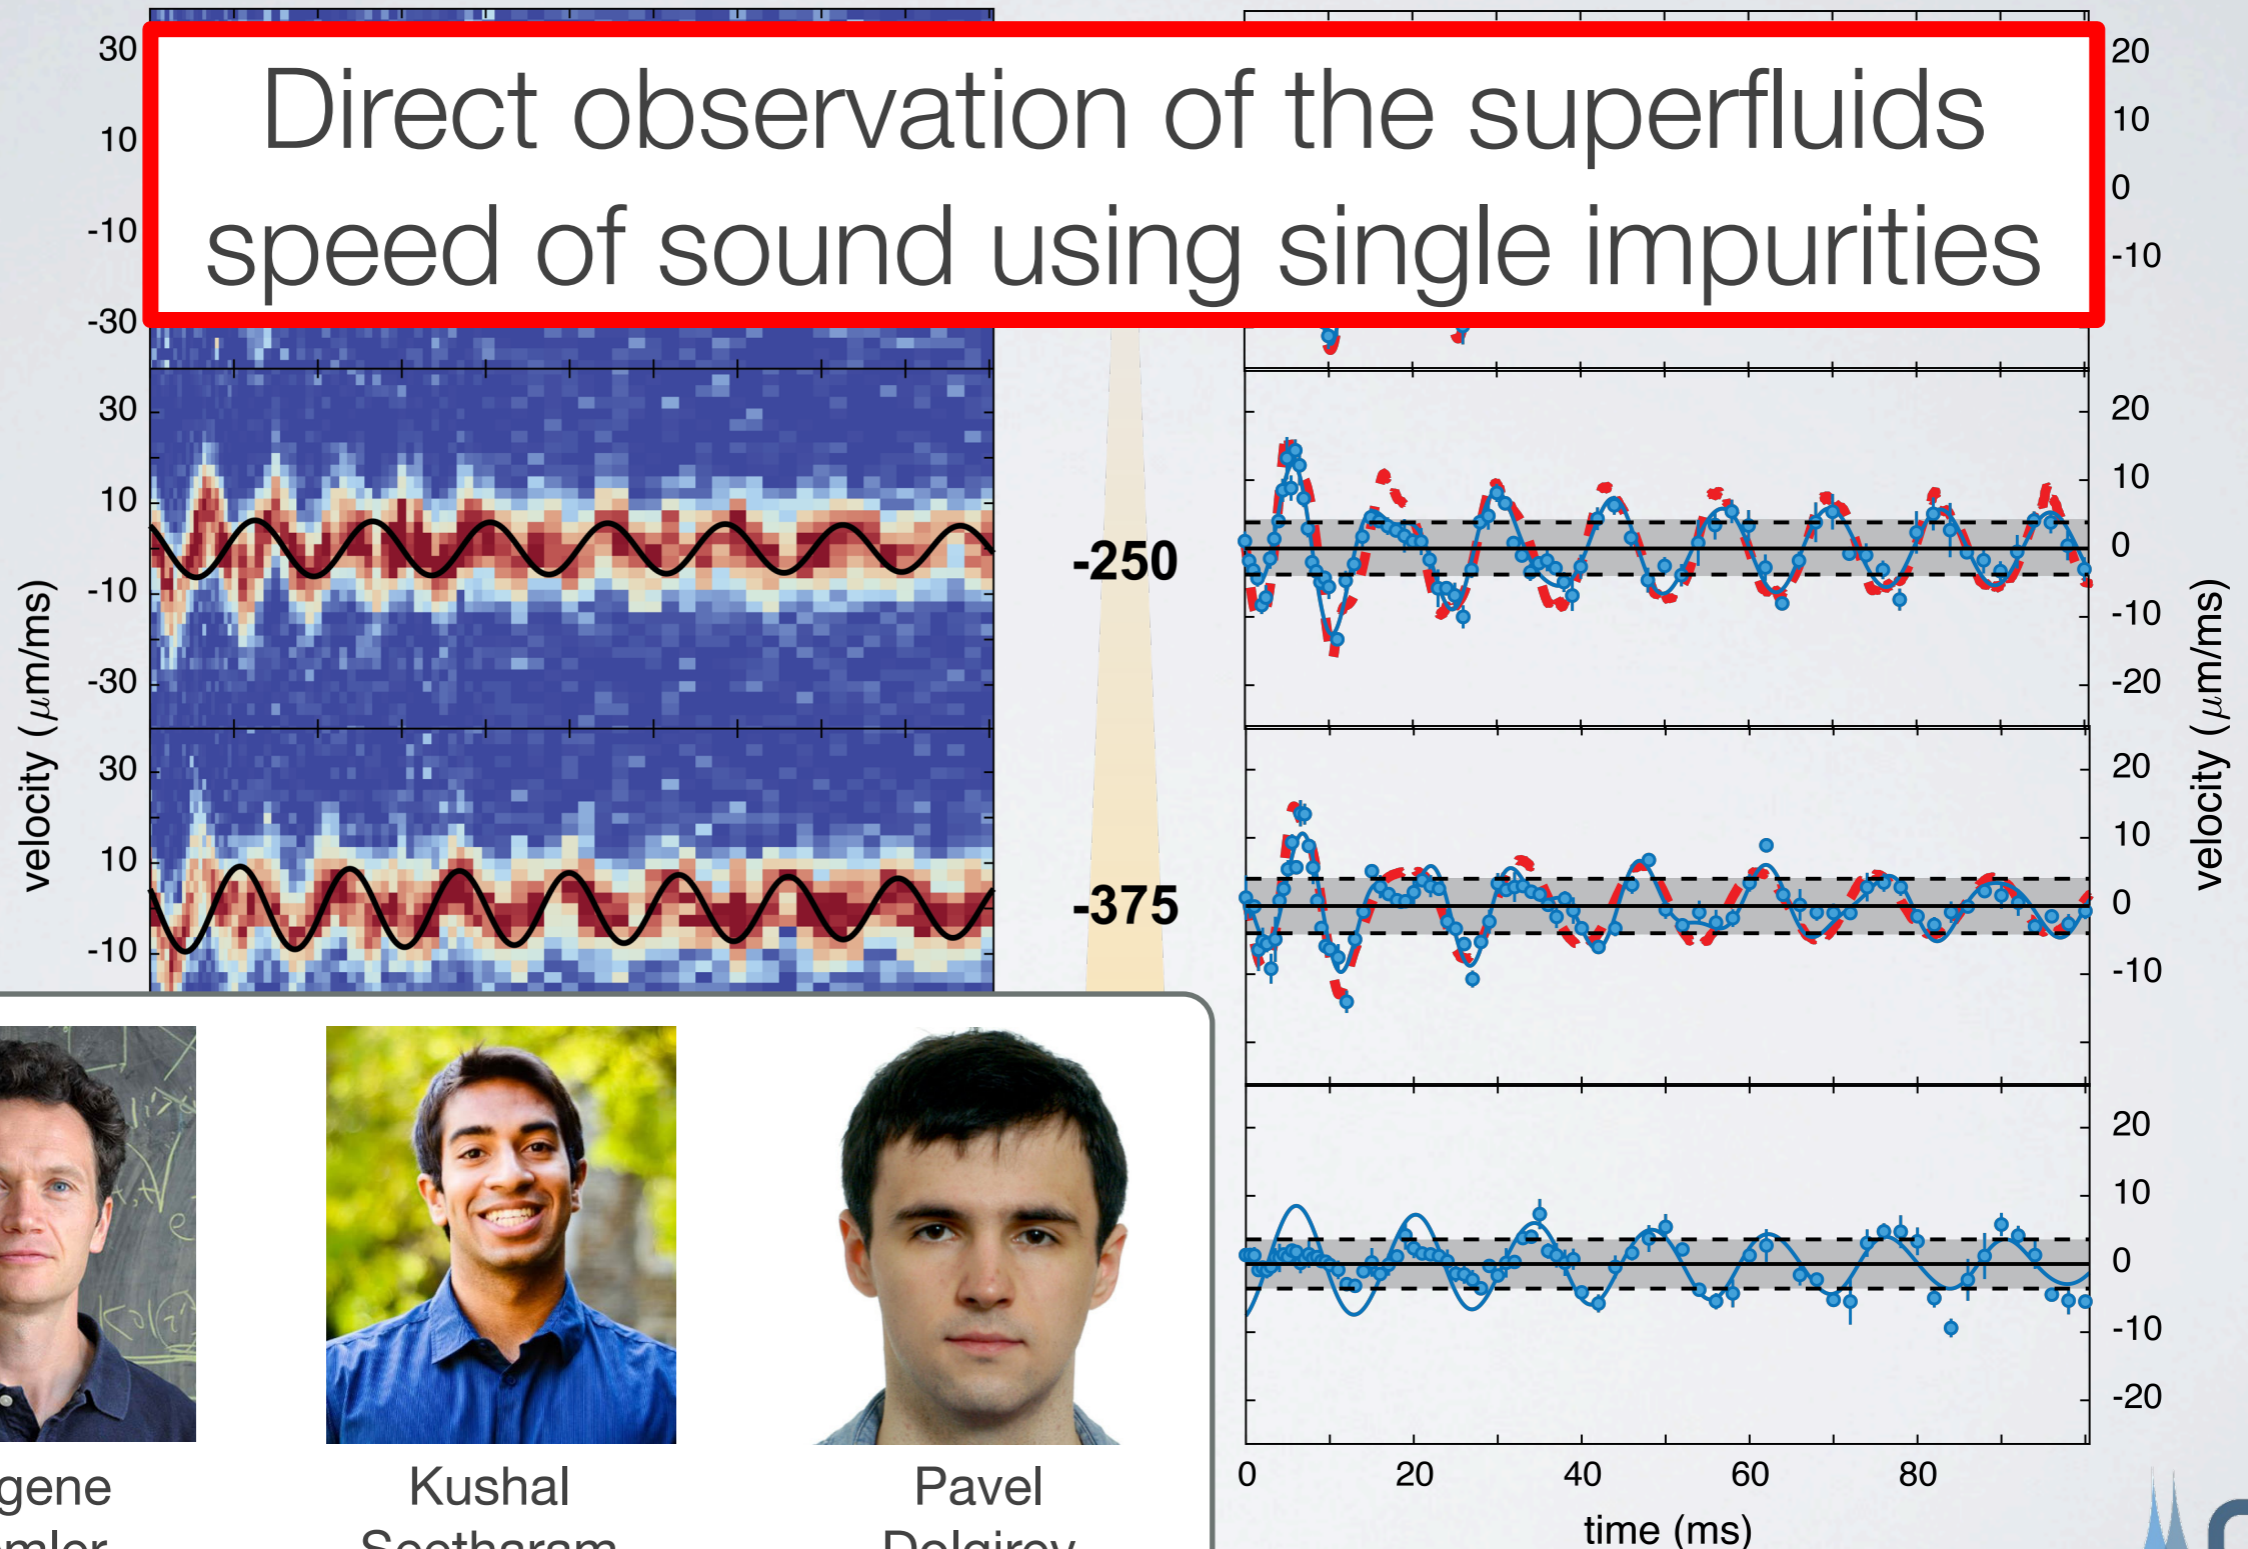 Direct observation of the superfluids
speed of sound using single impurities
30
10
-10
-30
30
10
-10
-30
30
10
-10
velocity (μm/ms)
-250
-375
20
10
0
-10
20
10
0
-10
-20
20
10
0
-10
20
10
0
-10
-20
velocity (μm/ms)
0 20 40 60 80
time (ms)
gene
Kushal
Seetharam
Pavel
Dolgirev